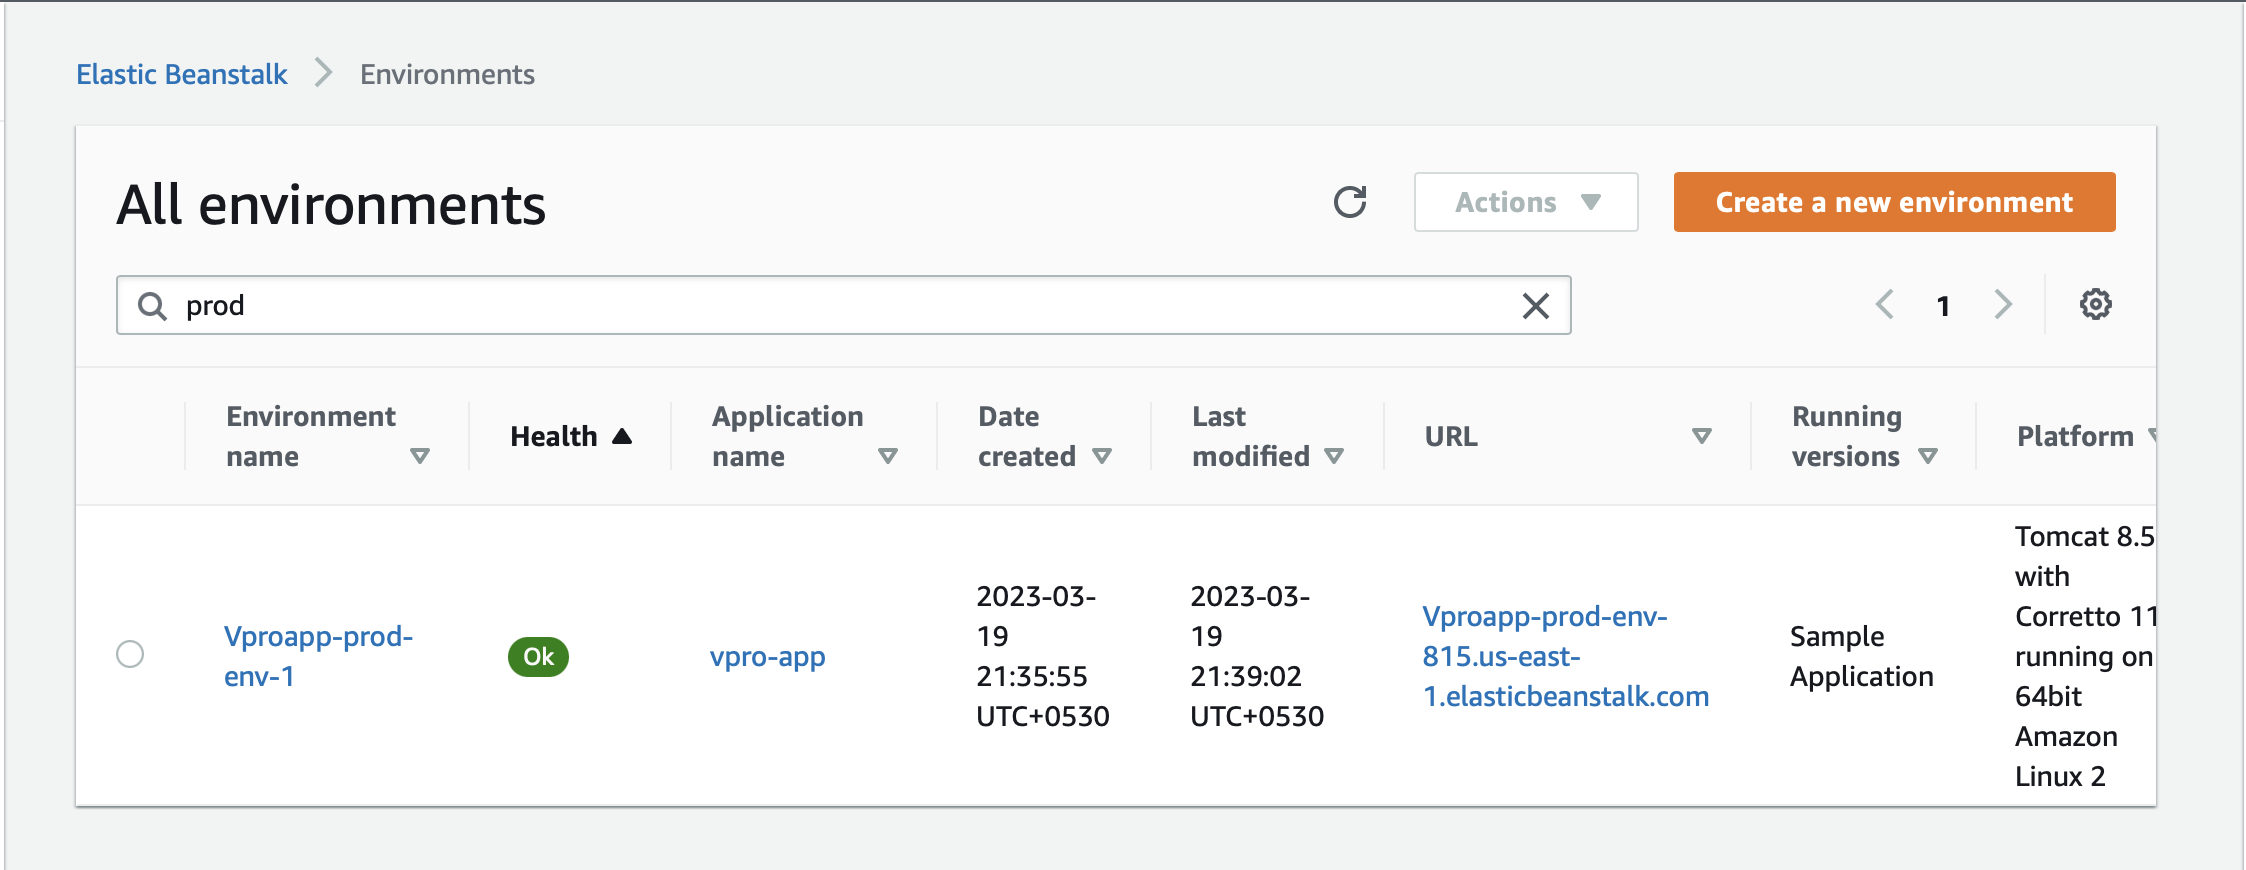 Elastic Beanstalk > Environments
All environments
Actions
Create a new environment
prod
1
Environment name
Health
Application name
Date created
Last modified
URL
Running versions
Platform
Vproapp-prod-
env-1
Ok
vpro-app
2023-03-
19
21:35:55
UTC+0530
2023-03-
19
21:39:02
UTC+0530
Vproapp-prod-env-
815.us-east-
1.elasticbeanstalk.com
Sample
Application
Tomcat 8.5
with
Corretto 11
running on
64bit
Amazon
Linux 2